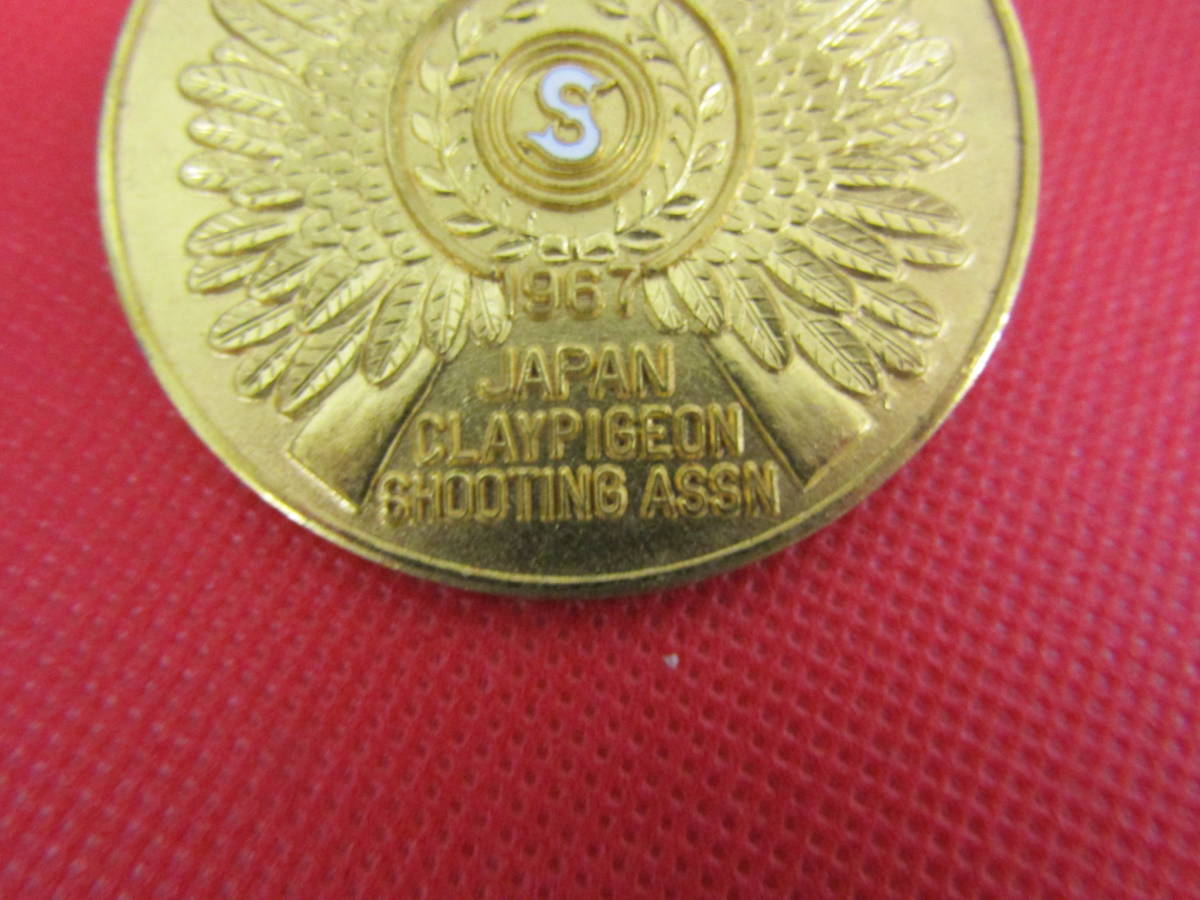 S
1967
JAPAN
CLAYPIGEON
SHOOTING ASSN